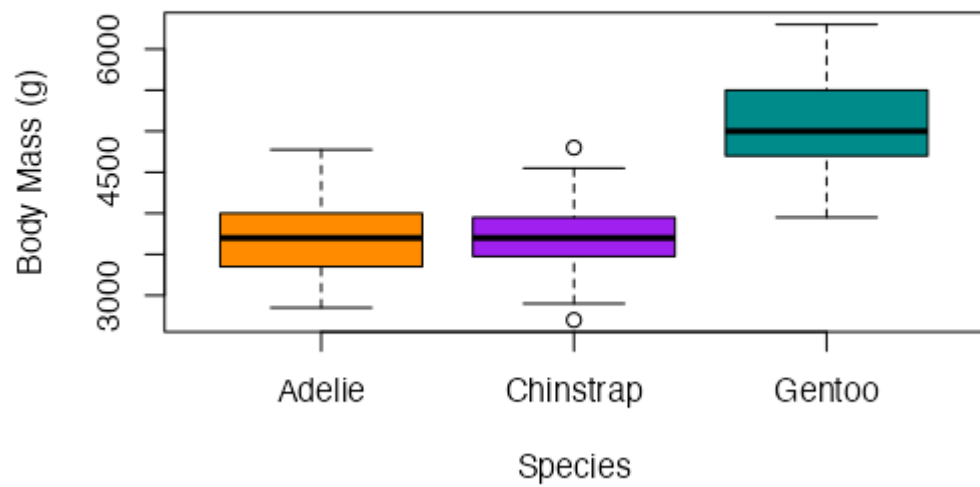 Body Mass (g)
6000
4500
3000
Adelie Chinstrap Gentoo
Species